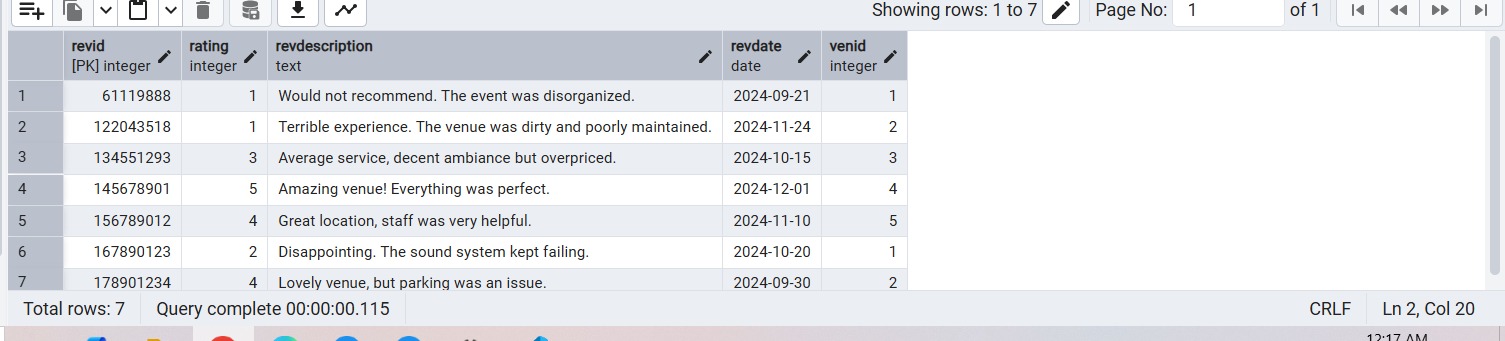 Showing rows: 1 to 7 Page No: 1 of 1
revid rating revdescription revdate venid
[PK] integer integer text date integer
1 61119888 1 Would not recommend. The event was disorganized. 2024-09-21 1
2 122043518 1 Terrible experience. The venue was dirty and poorly maintained. 2024-11-24 2
3 134551293 3 Average service, decent ambiance but overpriced. 2024-10-15 3
4 145678901 5 Amazing venue! Everything was perfect. 2024-12-01 4
5 156789012 4 Great location, staff was very helpful. 2024-11-10 5
6 167890123 2 Disappointing. The sound system kept failing. 2024-10-20 1
7 178901234 4 Lovely venue, but parking was an issue. 2024-09-30 2
Total rows: 7 Query complete 00:00:00.115 CRLF Ln 2, Col 20
12:17 AM